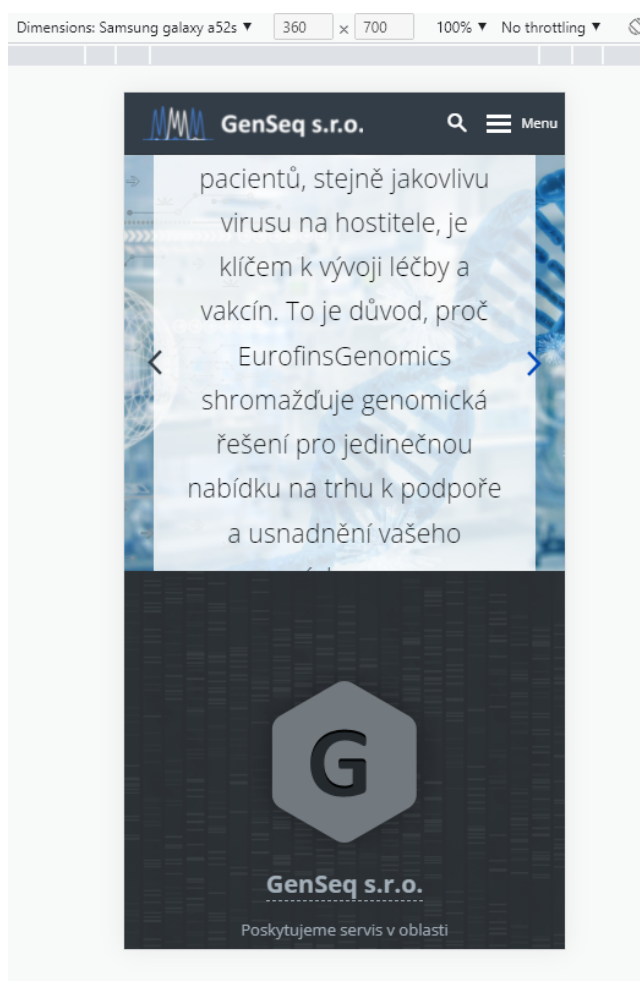 Dimensions: Samsung galaxy a52s ▼ 360 × 700 100% ▼ No throttling ▼
GenSeq s.r.o. Menu
pacientů, stejně jakovlivu
virusu na hostitele, je
klíčem k vývoji léčby a
vakcín. To je důvod, proč
EurofinsGenomics
shromažďuje genomická
řešení pro jedinečnou
nabídku na trhu k podpoře
a usnadnění vašeho
G
GenSeq s.r.o.
Poskytujeme servis v oblasti